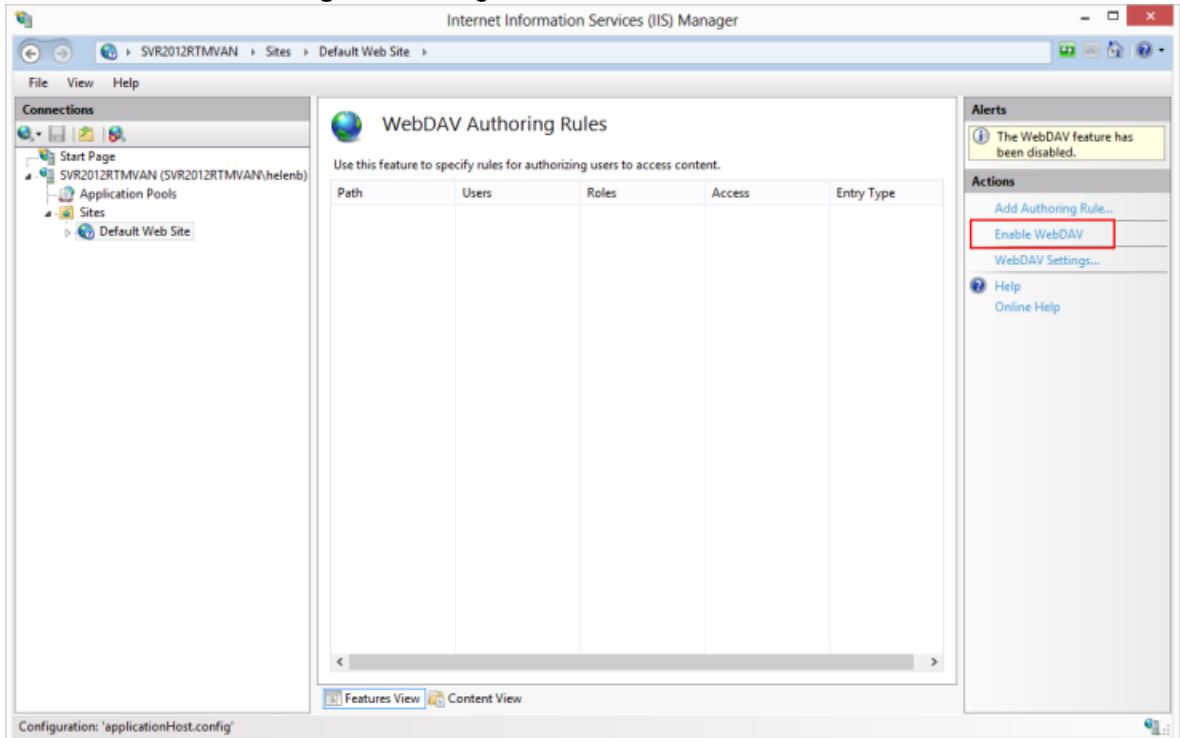 Internet Information Services (IIS) Manager
SVR2012RTMVAN Sites Default Web Site
File View Help
Connections
Start Page
SVR2012RTMVAN (SVR2012RTMVAN\helenb)
Application Pools
Sites
Default Web Site
WebDAV Authoring Rules
Use this feature to specify rules for authorizing users to access content.
Path Users Roles Access Entry Type
Features View Content View
Alerts
The WebDAV feature has
been disabled.
Actions
Add Authoring Rule...
Enable WebDAV
WebDAV Settings...
Help
Online Help
Configuration: 'applicationHost.config'